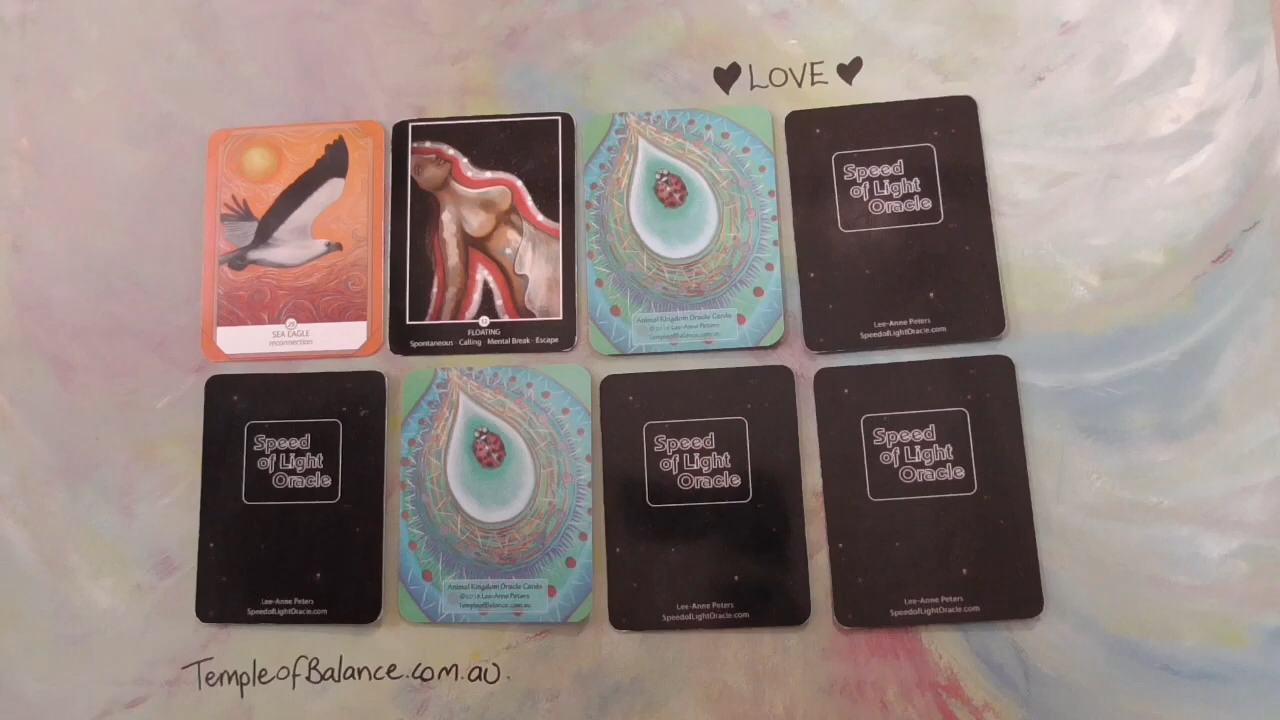 ♥ LOVE ♥
25
SEA EAGLE
reconnection
FLOATING
Spontaneous · Calling · Mental Break · Escape
Animal Kingdom Oracle Cards
Lee-Anne Peters
TempleofBalance.com.au
Speed
of Light
Oracle
Lee-Anne Peters
SpeedofLightOracle.com
Speed
of Light
Oracle
Lee-Anne Peters
SpeedofLightOracle.com
Animal Kingdom Oracle Cards
Lee-Anne Peters
TempleofBalance.com.au
Speed
of Light
Oracle
Lee-Anne Peters
SpeedofLightOracle.com
Speed
of Light
Oracle
Lee-Anne Peters
SpeedofLightOracle.com
TempleofBalance.com.au.